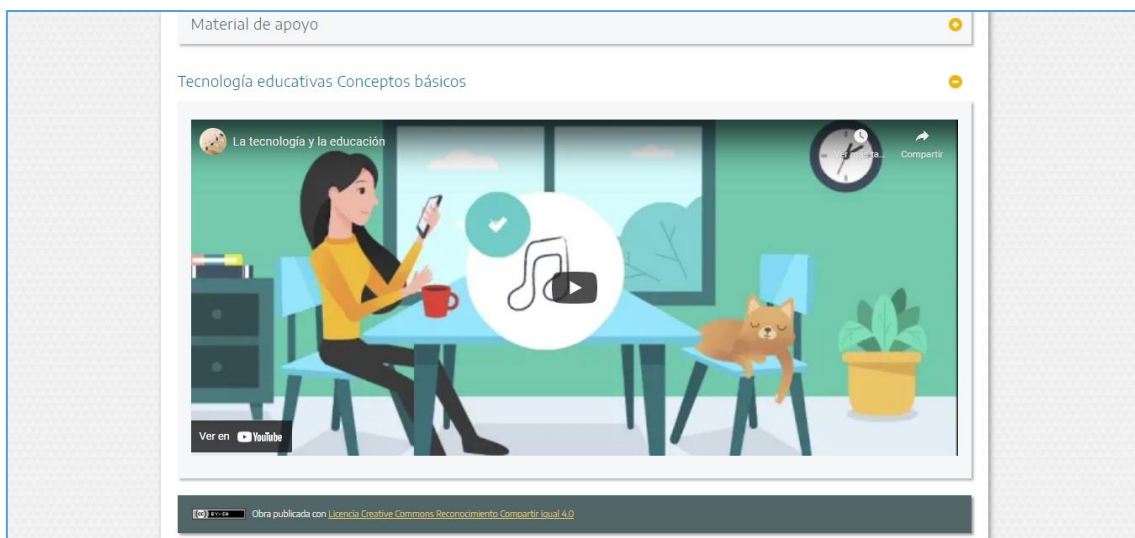 Material de apoyo
Tecnología educativas Conceptos básicos
La tecnología y la educación
Compartir
Ver en YouTube
BY-SA Obra publicada con Licencia Creative Commons Reconocimiento Compartir igual 4.0